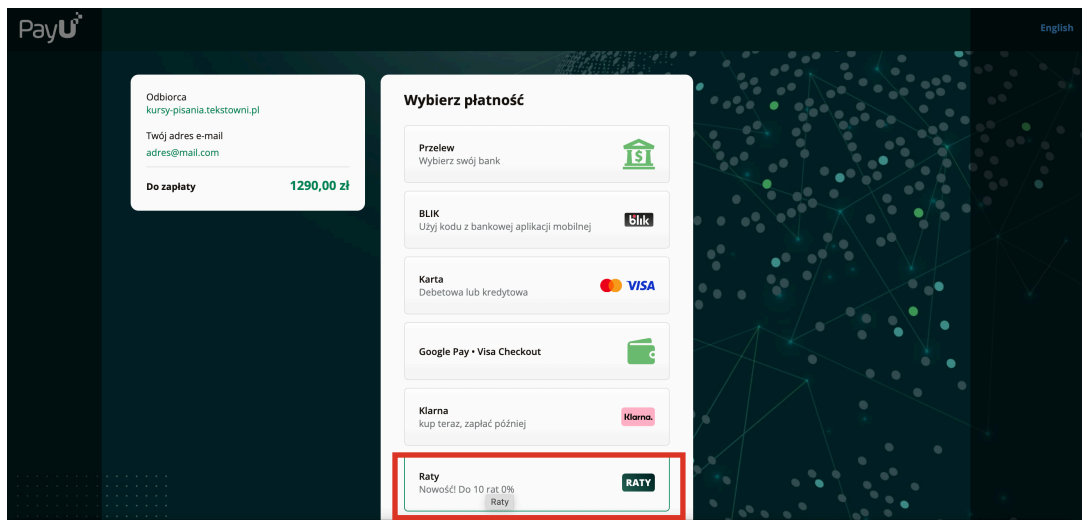 PayU
English
Odbiorca
kursy-pisania.tekstowni.pl
Twój adres e-mail
adres@mail.com
Do zapłaty 1290,00 zł
Wybierz płatność
Przelew
Wybierz swój bank
BLIK
Użyj kodu z bankowej aplikacji mobilnej
blik
Karta
Debetowa lub kredytowa
VISA
Google Pay • Visa Checkout
Klarna
kup teraz, zapłać później
Klarna.
Raty
Nowość! Do 10 rat 0%
RATY
Raty